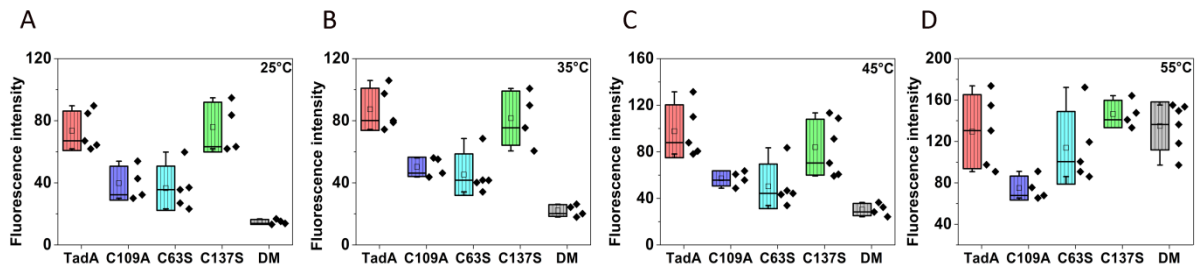 A
Fluorescence intensity
120
80
40
0
25°C
TadA C109A C63S C137S DM
B
Fluorescence intensity
120
80
40
0
35°C
TadA C109A C63S C137S DM
C
Fluorescence intensity
160
120
80
40
0
45°C
TadA C109A C63S C137S DM
D
Fluorescence intensity
200
160
120
80
40
0
55°C
TadA C109A C63S C137S DM